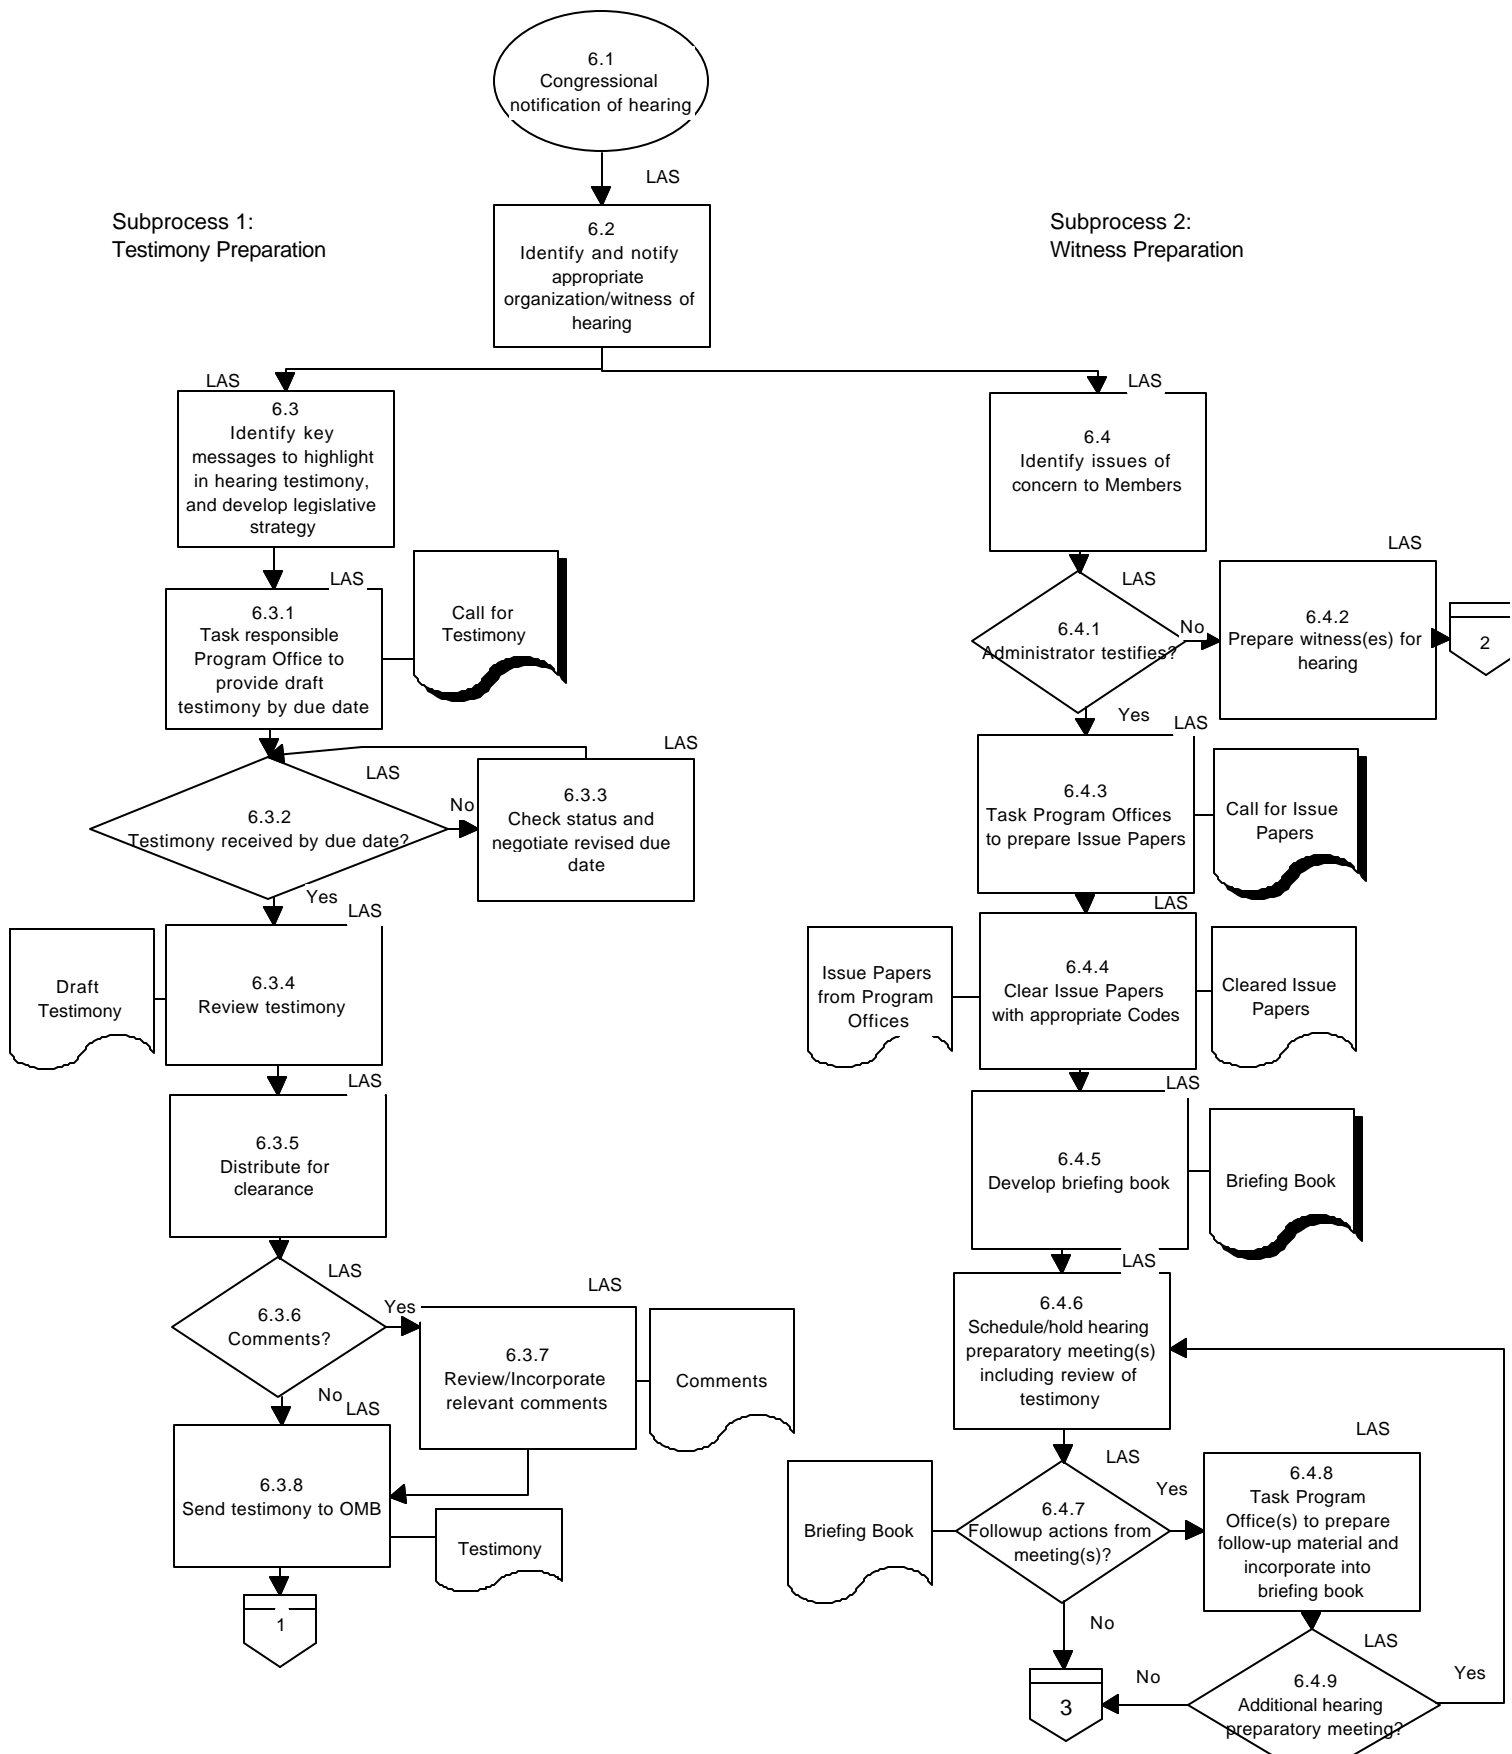 6.1
Congressional
notification of hearing
LAS
Subprocess 1:
Testimony Preparation
6.2
Identify and notify
appropriate
organization/witness of
hearing
Subprocess 2:
Witness Preparation
LAS
6.3
Identify key
messages to highlight
in hearing testimony,
and develop legislative
strategy
LAS
6.3.1
Task responsible
Program Office to
provide draft
testimony by due date
Call for
Testimony
LAS
6.3.2
Testimony received by due date?
No
LAS
6.3.3
Check status and
negotiate revised due
date
Yes
LAS
Draft
Testimony
6.3.4
Review testimony
LAS
6.3.5
Distribute for
clearance
LAS
6.3.6
Comments?
Yes
LAS
6.3.7
Review/Incorporate
relevant comments
Comments
No
LAS
6.3.8
Send testimony to OMB
Testimony
1
LAS
6.4
Identify issues of
concern to Members
LAS
6.4.1
Administrator testifies?
No
LAS
6.4.2
Prepare witness(es) for
hearing
2
Yes
LAS
6.4.3
Task Program Offices
to prepare Issue Papers
Call for Issue
Papers
LAS
Issue Papers
from Program
Offices
6.4.4
Clear Issue Papers
with appropriate Codes
Cleared Issue
Papers
LAS
6.4.5
Develop briefing book
Briefing Book
LAS
6.4.6
Schedule/hold hearing
preparatory meeting(s)
including review of
testimony
LAS
Briefing Book
6.4.7
Followup actions from
meeting(s)?
Yes
LAS
6.4.8
Task Program
Office(s) to prepare
follow-up material and
incorporate into
briefing book
No
3
LAS
No
6.4.9
Additional hearing
preparatory meeting?
Yes